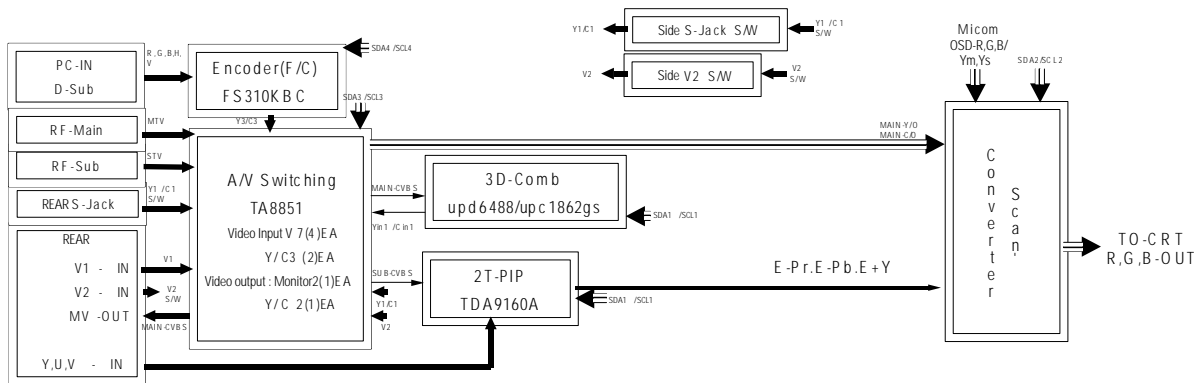 PC-IN
D-Sub
R,G,B,H,
V
Encoder(F/C)
FS310KBC
SDA4/SCL4
SDA3/SCL3
Y3/C3
Y1/C1
Side S-Jack S/W
Y1/C1
S/W
V2
Side V2 S/W
V2
S/W
Micom
OSD-R,G,B/
Ym,Ys
SDA2/SCL2
RF-Main
MTV
RF-Sub
STV
REAR S-Jack
Y1/C1
S/W
A/V Switching
TA8851
Video Input V 7(4)EA
Y/C3 (2)EA
Video output : Monitor2(1)EA
Y/C 2(1)EA
MAIN-Y/O
MAIN-C/O
MAIN-CVBS
Yin1/Cin1
3D-Comb
upd6488/upc1862gs
SDA1/SCL1
REAR
V1 - IN
V1
V2 - IN
V2
S/W
MV-OUT
MAIN-CVBS
Y,U,V - IN
SUB-CVBS
Y1/C1
V2
2T-PIP
TDA9160A
SDA1/SCL1
E-Pr.E-Pb.E+Y
Scan'
Converter
TO-CRT
R,G,B-OUT